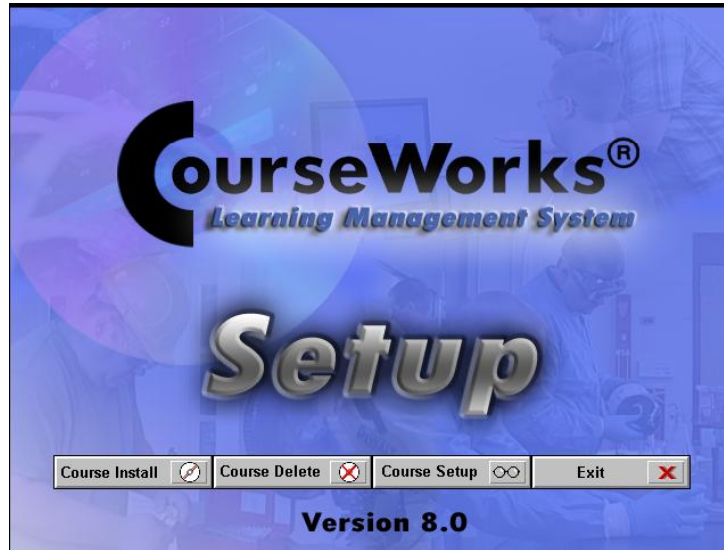 CourseWorks®
Learning Management System
Setup
Course Install Course Delete Course Setup Exit
Version 8.0